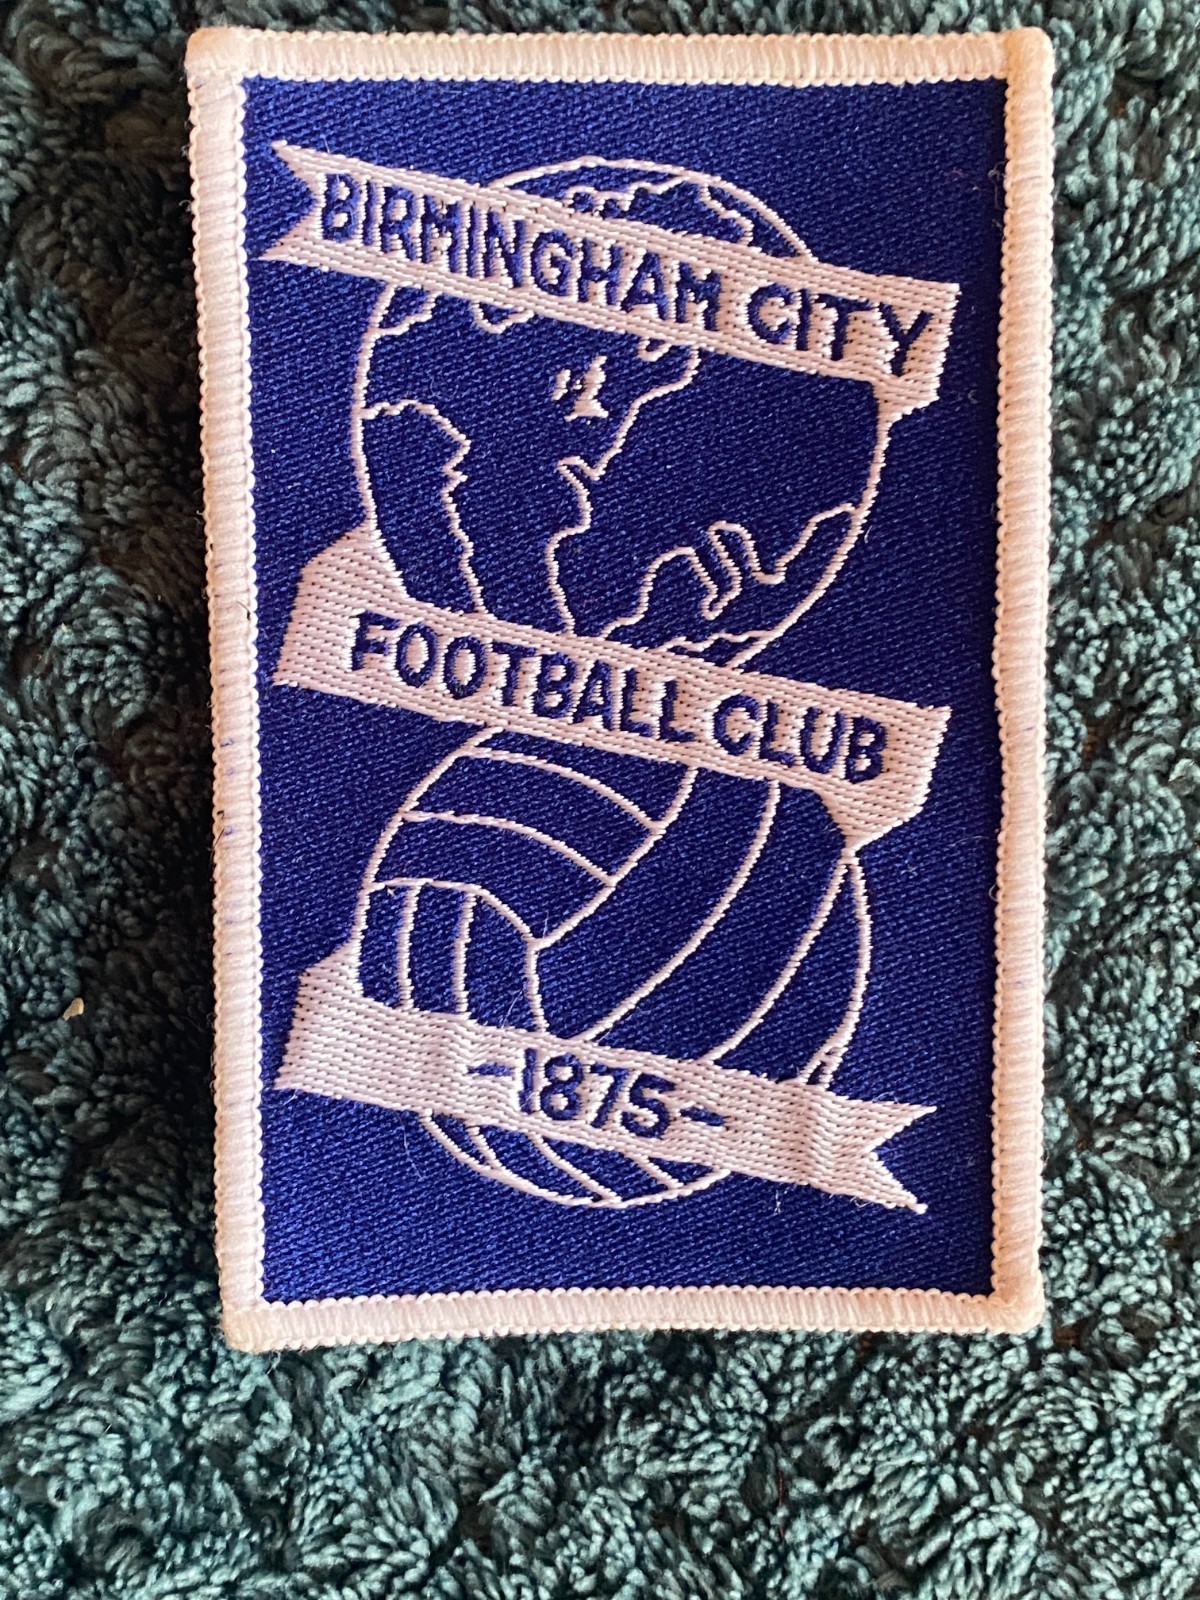 BIRMINGHAM CITY
FOOTBALL CLUB
-1875-